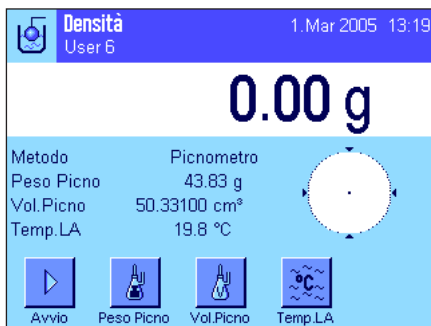 Densità 1.Mar 2005 13:19
User 6
0.00 g
Metodo Picnometro
Peso Picno 43.83 g
Vol.Picno 50.33100 cm³
Temp.LA 19.8 °C
°C
Avvio Peso Picno Vol.Picno Temp.LA